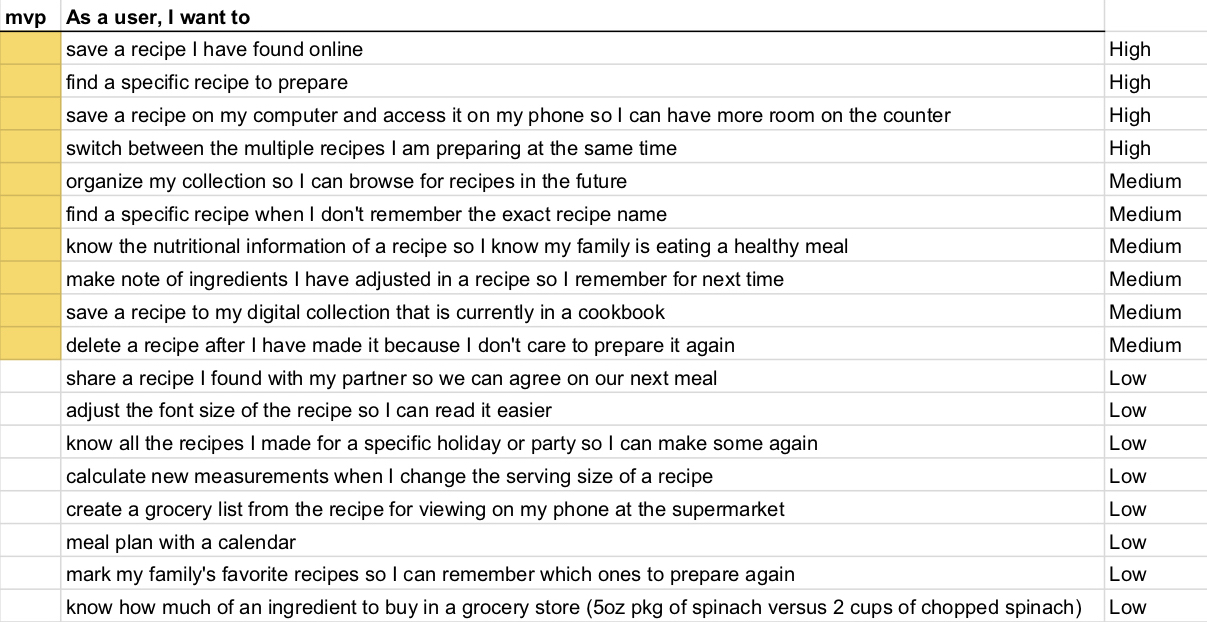 mvp As a user, I want to
save a recipe I have found online High
find a specific recipe to prepare High
save a recipe on my computer and access it on my phone so I can have more room on the counter High
switch between the multiple recipes I am preparing at the same time High
organize my collection so I can browse for recipes in the future Medium
find a specific recipe when I don't remember the exact recipe name Medium
know the nutritional information of a recipe so I know my family is eating a healthy meal Medium
make note of ingredients I have adjusted in a recipe so I remember for next time Medium
save a recipe to my digital collection that is currently in a cookbook Medium
delete a recipe after I have made it because I don't care to prepare it again Medium
share a recipe I found with my partner so we can agree on our next meal Low
adjust the font size of the recipe so I can read it easier Low
know all the recipes I made for a specific holiday or party so I can make some again Low
calculate new measurements when I change the serving size of a recipe Low
create a grocery list from the recipe for viewing on my phone at the supermarket Low
meal plan with a calendar Low
mark my family's favorite recipes so I can remember which ones to prepare again Low
know how much of an ingredient to buy in a grocery store (5oz pkg of spinach versus 2 cups of chopped spinach) Low